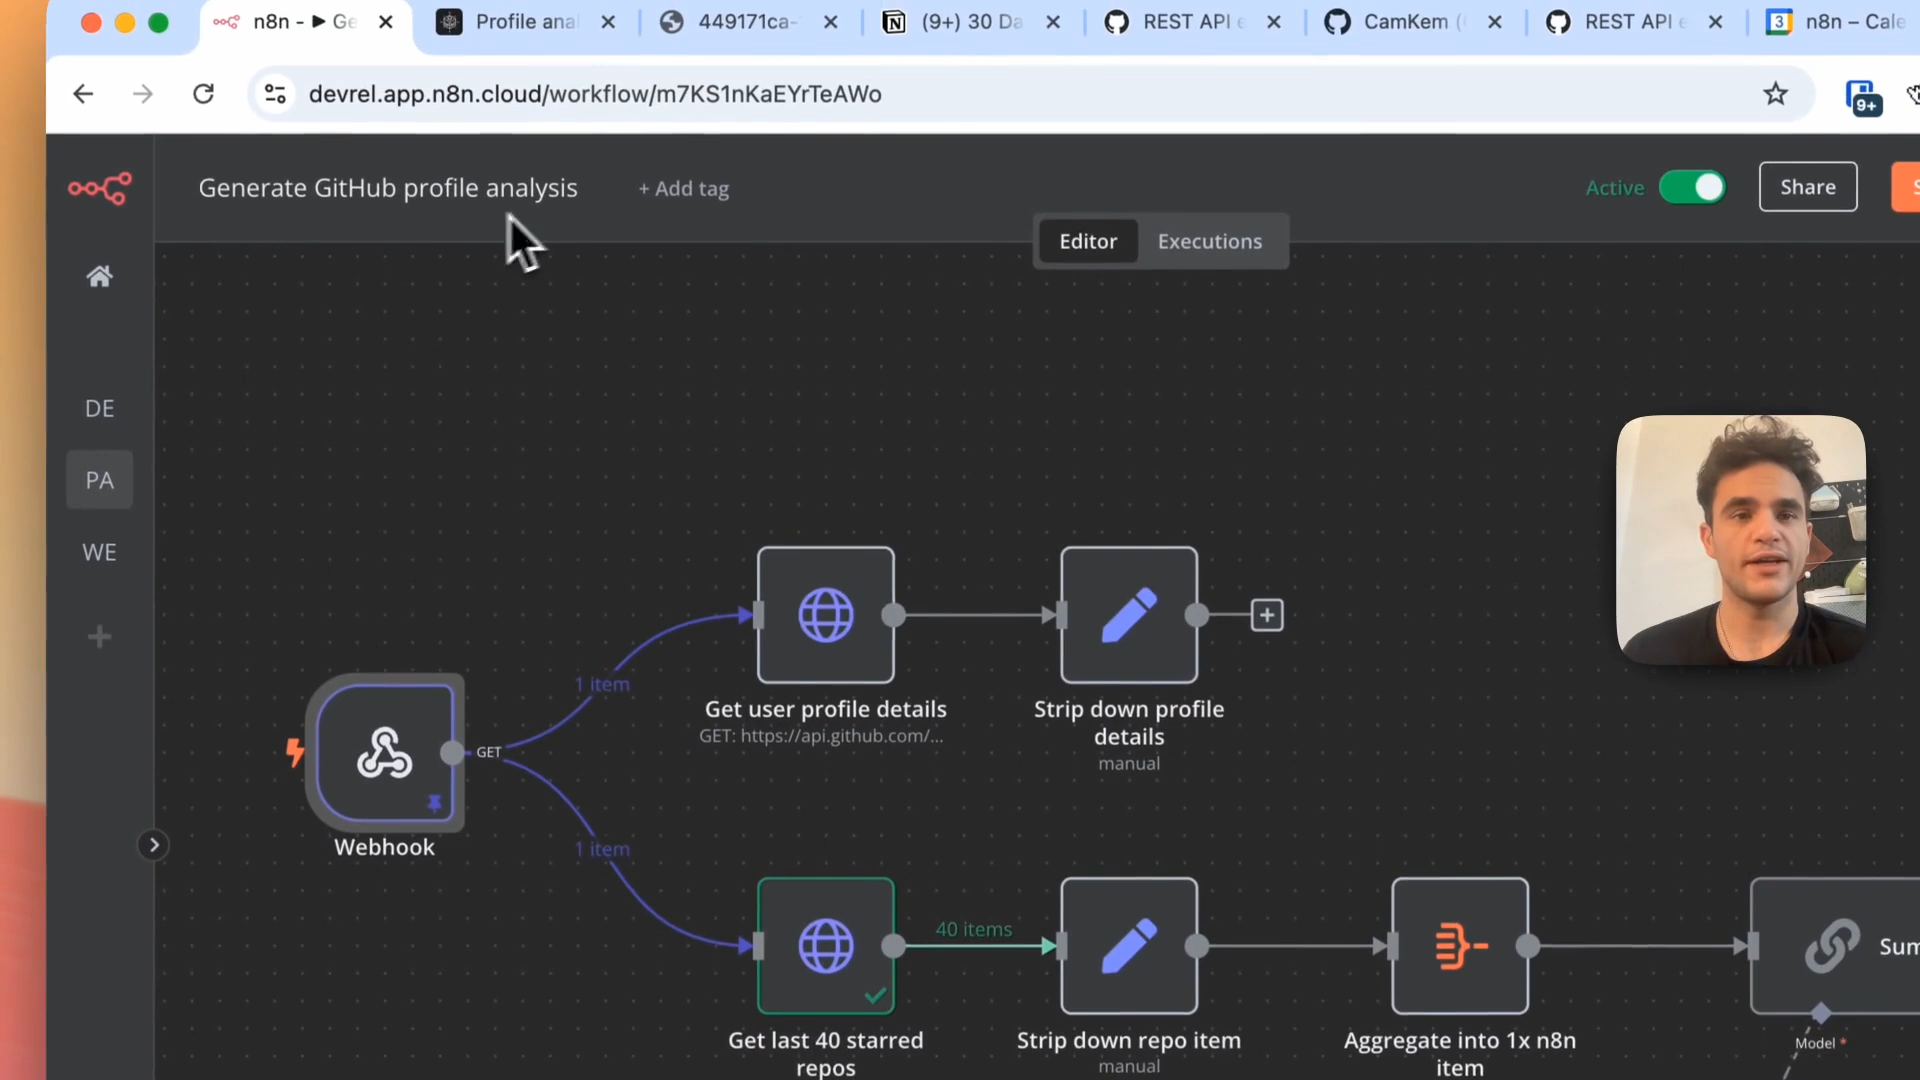 n8n - ▶ Ge
Profile anal
449171ca-
(9+) 30 Da
REST API e
CamKem (
REST API e
3
n8n – Cale
devrel.app.n8n.cloud/workflow/m7KS1nKaEYrTeAWo
9+
Generate GitHub profile analysis
+ Add tag
Active
Share
S
Editor
Executions
DE
PA
WE
1 item
Get user profile details
GET: https://api.github.com/...
Strip down profile
details
manual
GET
Webhook
1 item
40 items
Get last 40 starred
repos
Strip down repo item
manual
Aggregate into 1x n8n
item
Sum
Model *